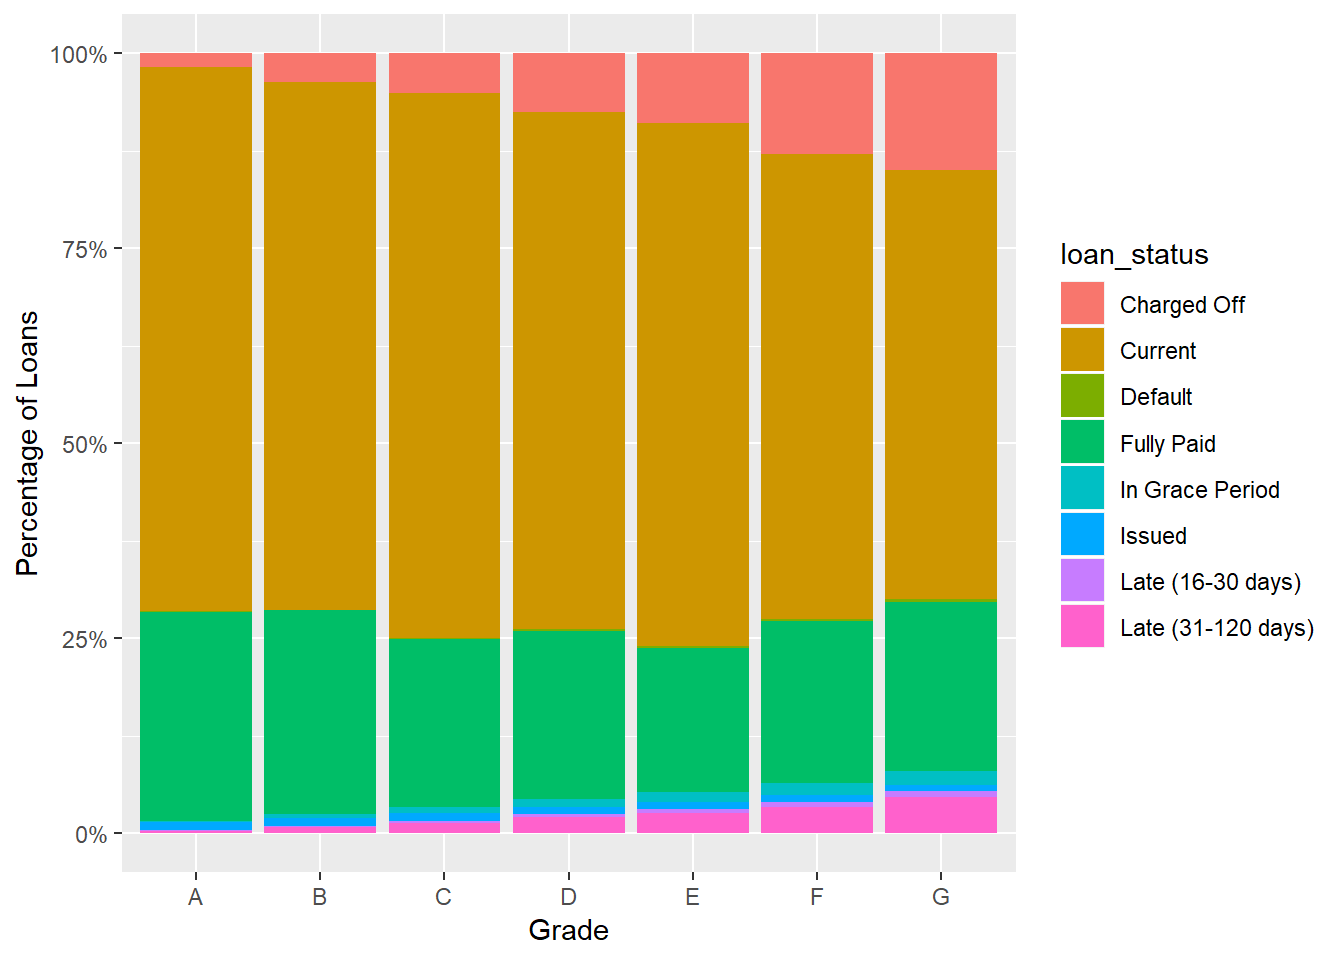 100%
75%
50%
25%
0%
Percentage of Loans
A B C D E F G
Grade
loan_status
Charged Off
Current
Default
Fully Paid
In Grace Period
Issued
Late (16-30 days)
Late (31-120 days)